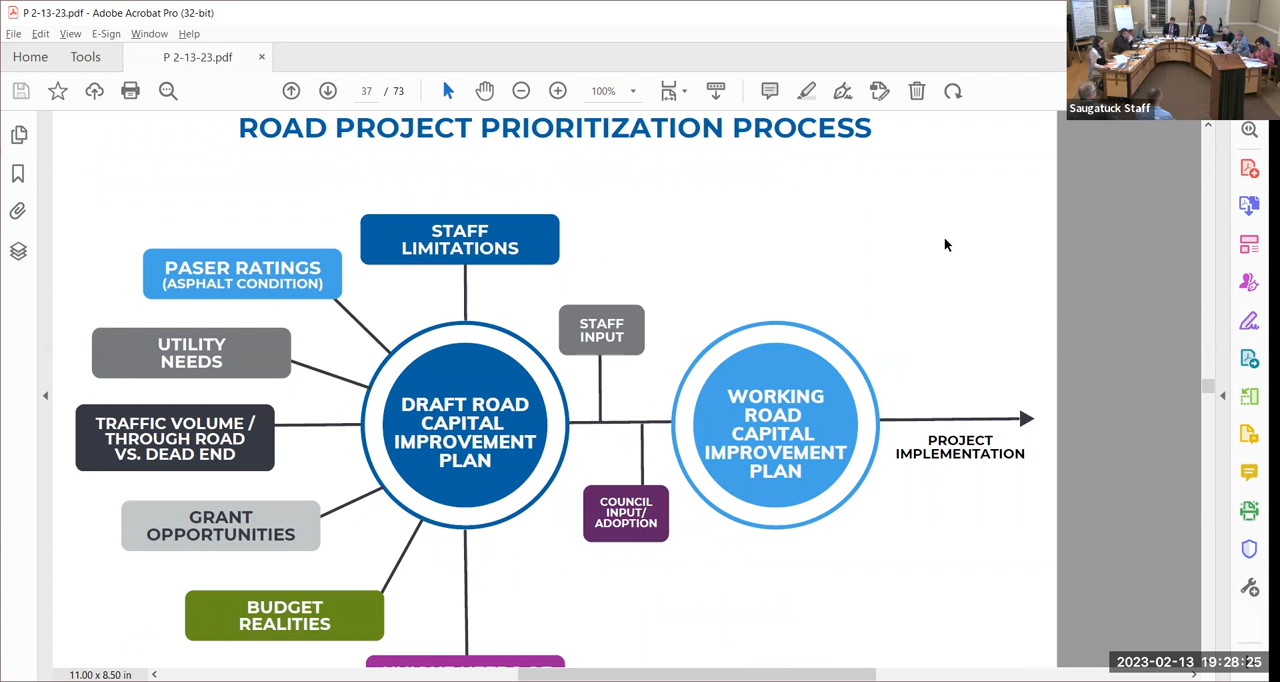 P 2-13-23.pdf - Adobe Acrobat Pro (32-bit)
File Edit View E-Sign Window Help
Home Tools P 2-13-23.pdf ×
37 / 73 100%
Saugatuck Staff
ROAD PROJECT PRIORITIZATION PROCESS
STAFF
LIMITATIONS
PASER RATINGS
(ASPHALT CONDITION)
UTILITY
NEEDS
TRAFFIC VOLUME /
THROUGH ROAD
VS. DEAD END
GRANT
OPPORTUNITIES
BUDGET
REALITIES
DRAFT ROAD
CAPITAL
IMPROVEMENT
PLAN
STAFF
INPUT
COUNCIL
INPUT/
ADOPTION
WORKING
ROAD
CAPITAL
IMPROVEMENT
PLAN
PROJECT
IMPLEMENTATION
11.00 x 8.50 in
2023-02-13 19:28:25